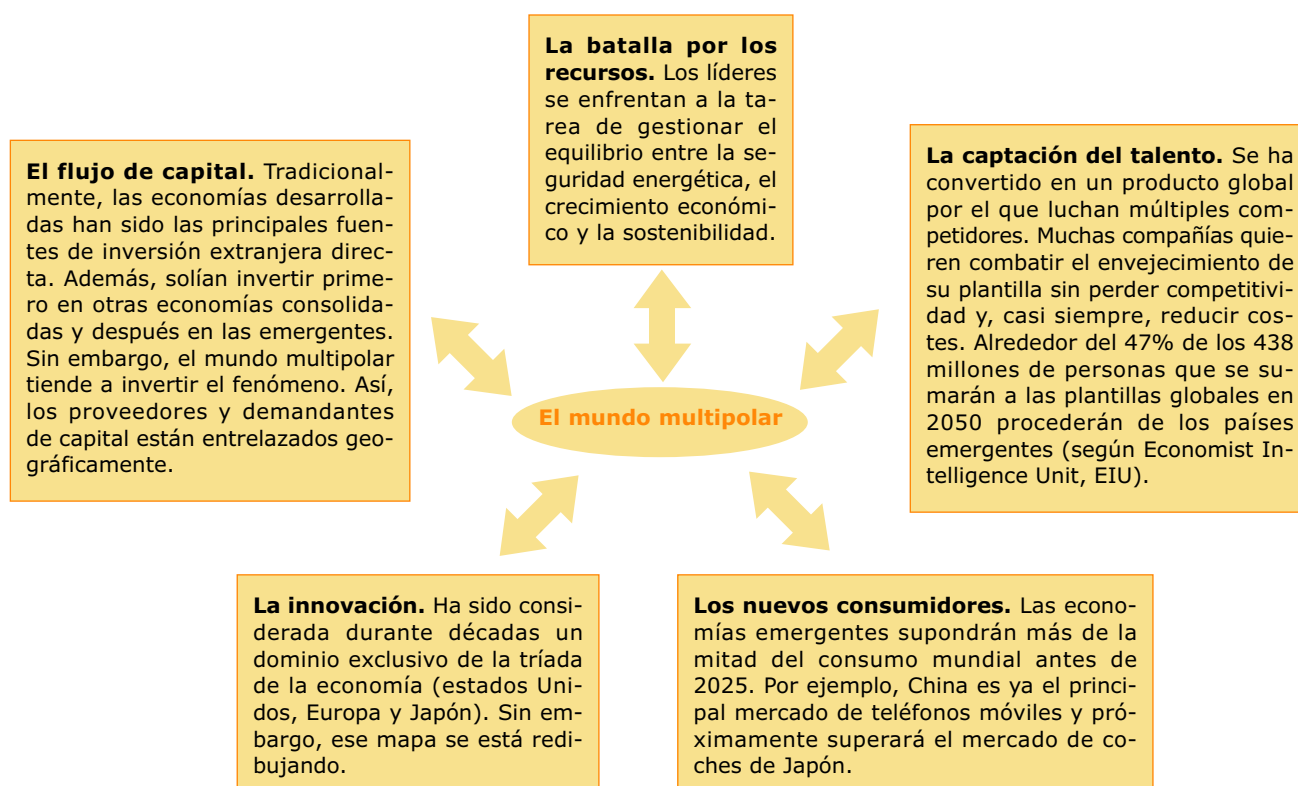 La batalla por los
recursos. Los líderes
se enfrentan a la ta-
rea de gestionar el
equilibrio entre la se-
guridad energética, el
crecimiento económi-
co y la sostenibilidad.
El flujo de capital. Tradicional-
mente, las economías desarrolla-
das han sido las principales fuen-
tes de inversión extranjera direc-
ta. Además, solían invertir prime-
ro en otras economías consolida-
das y después en las emergentes.
Sin embargo, el mundo multipolar
tiende a invertir el fenómeno. Así,
los proveedores y demandantes
de capital están entrelazados geo-
gráficamente.
La captación del talento. Se ha
convertido en un producto global
por el que luchan múltiples com-
petidores. Muchas compañías quie-
ren combatir el envejecimiento de
su plantilla sin perder competitivi-
dad y, casi siempre, reducir cos-
tes. Alrededor del 47% de los 438
millones de personas que se su-
marán a las plantillas globales en
2050 procederán de los países
emergentes (según Economist In-
telligence Unit, EIU).
El mundo multipolar
La innovación. Ha sido consi-
derada durante décadas un
dominio exclusivo de la tríada
de la economía (estados Uni-
dos, Europa y Japón). Sin em-
bargo, ese mapa se está redi-
bujando.
Los nuevos consumidores. Las econo-
mías emergentes supondrán más de la
mitad del consumo mundial antes de
2025. Por ejemplo, China es ya el princi-
pal mercado de teléfonos móviles y pró-
ximamente superará el mercado de co-
ches de Japón.